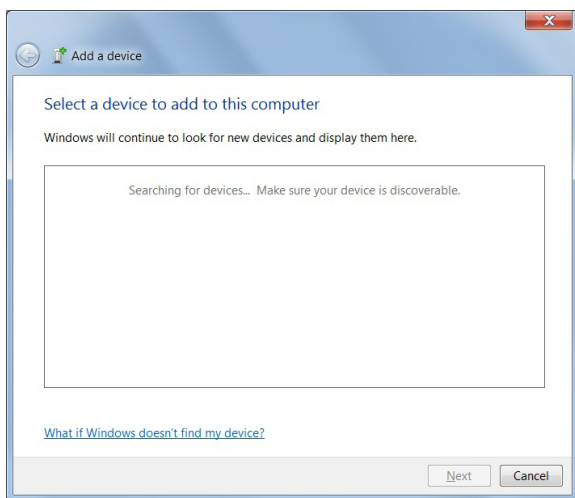 Add a device
Select a device to add to this computer
Windows will continue to look for new devices and display them here.
Searching for devices... Make sure your device is discoverable.
What if Windows doesn't find my device?
Next Cancel